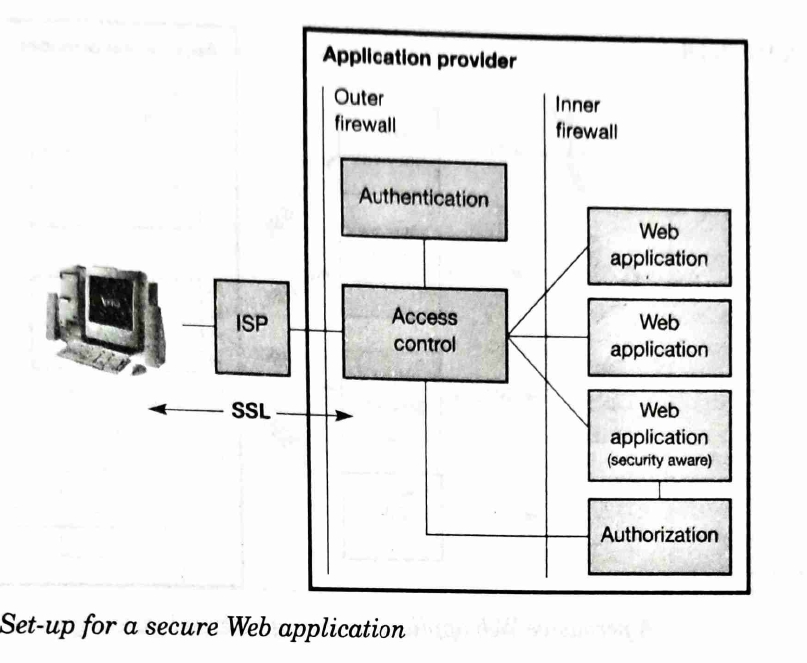 Application provider
Outer
firewall
Inner
firewall
Authentication
Web
application
ISP
Access
control
Web
application
SSL
Web
application
(security aware)
Authorization
Set-up for a secure Web application